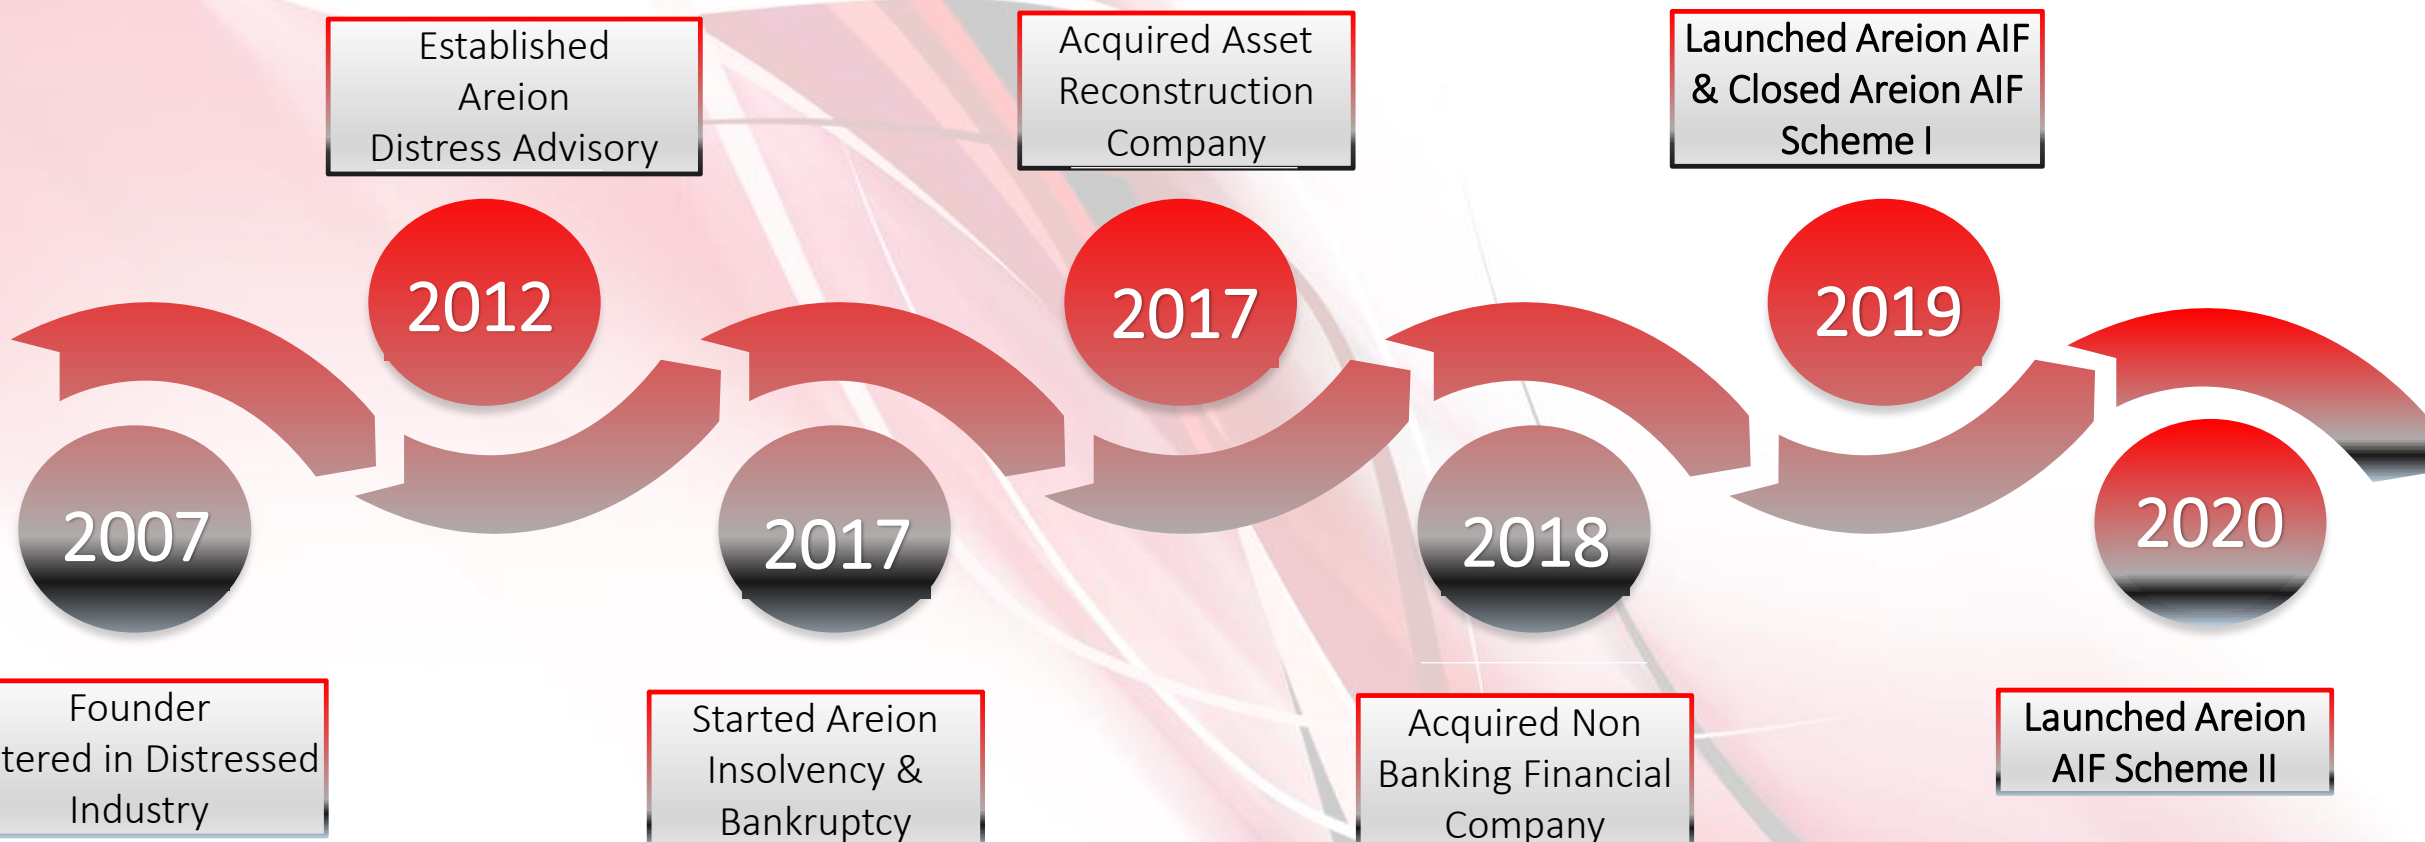 Established
Areion
Distress Advisory
Acquired Asset
Reconstruction
Company
Launched Areion AIF
& Closed Areion AIF
Scheme I
2012
2017
2019
2007
2017
2018
2020
Founder
tered in Distressed
Industry
Started Areion
Insolvency &
Bankruptcy
Acquired Non
Banking Financial
Company
Launched Areion
AIF Scheme II